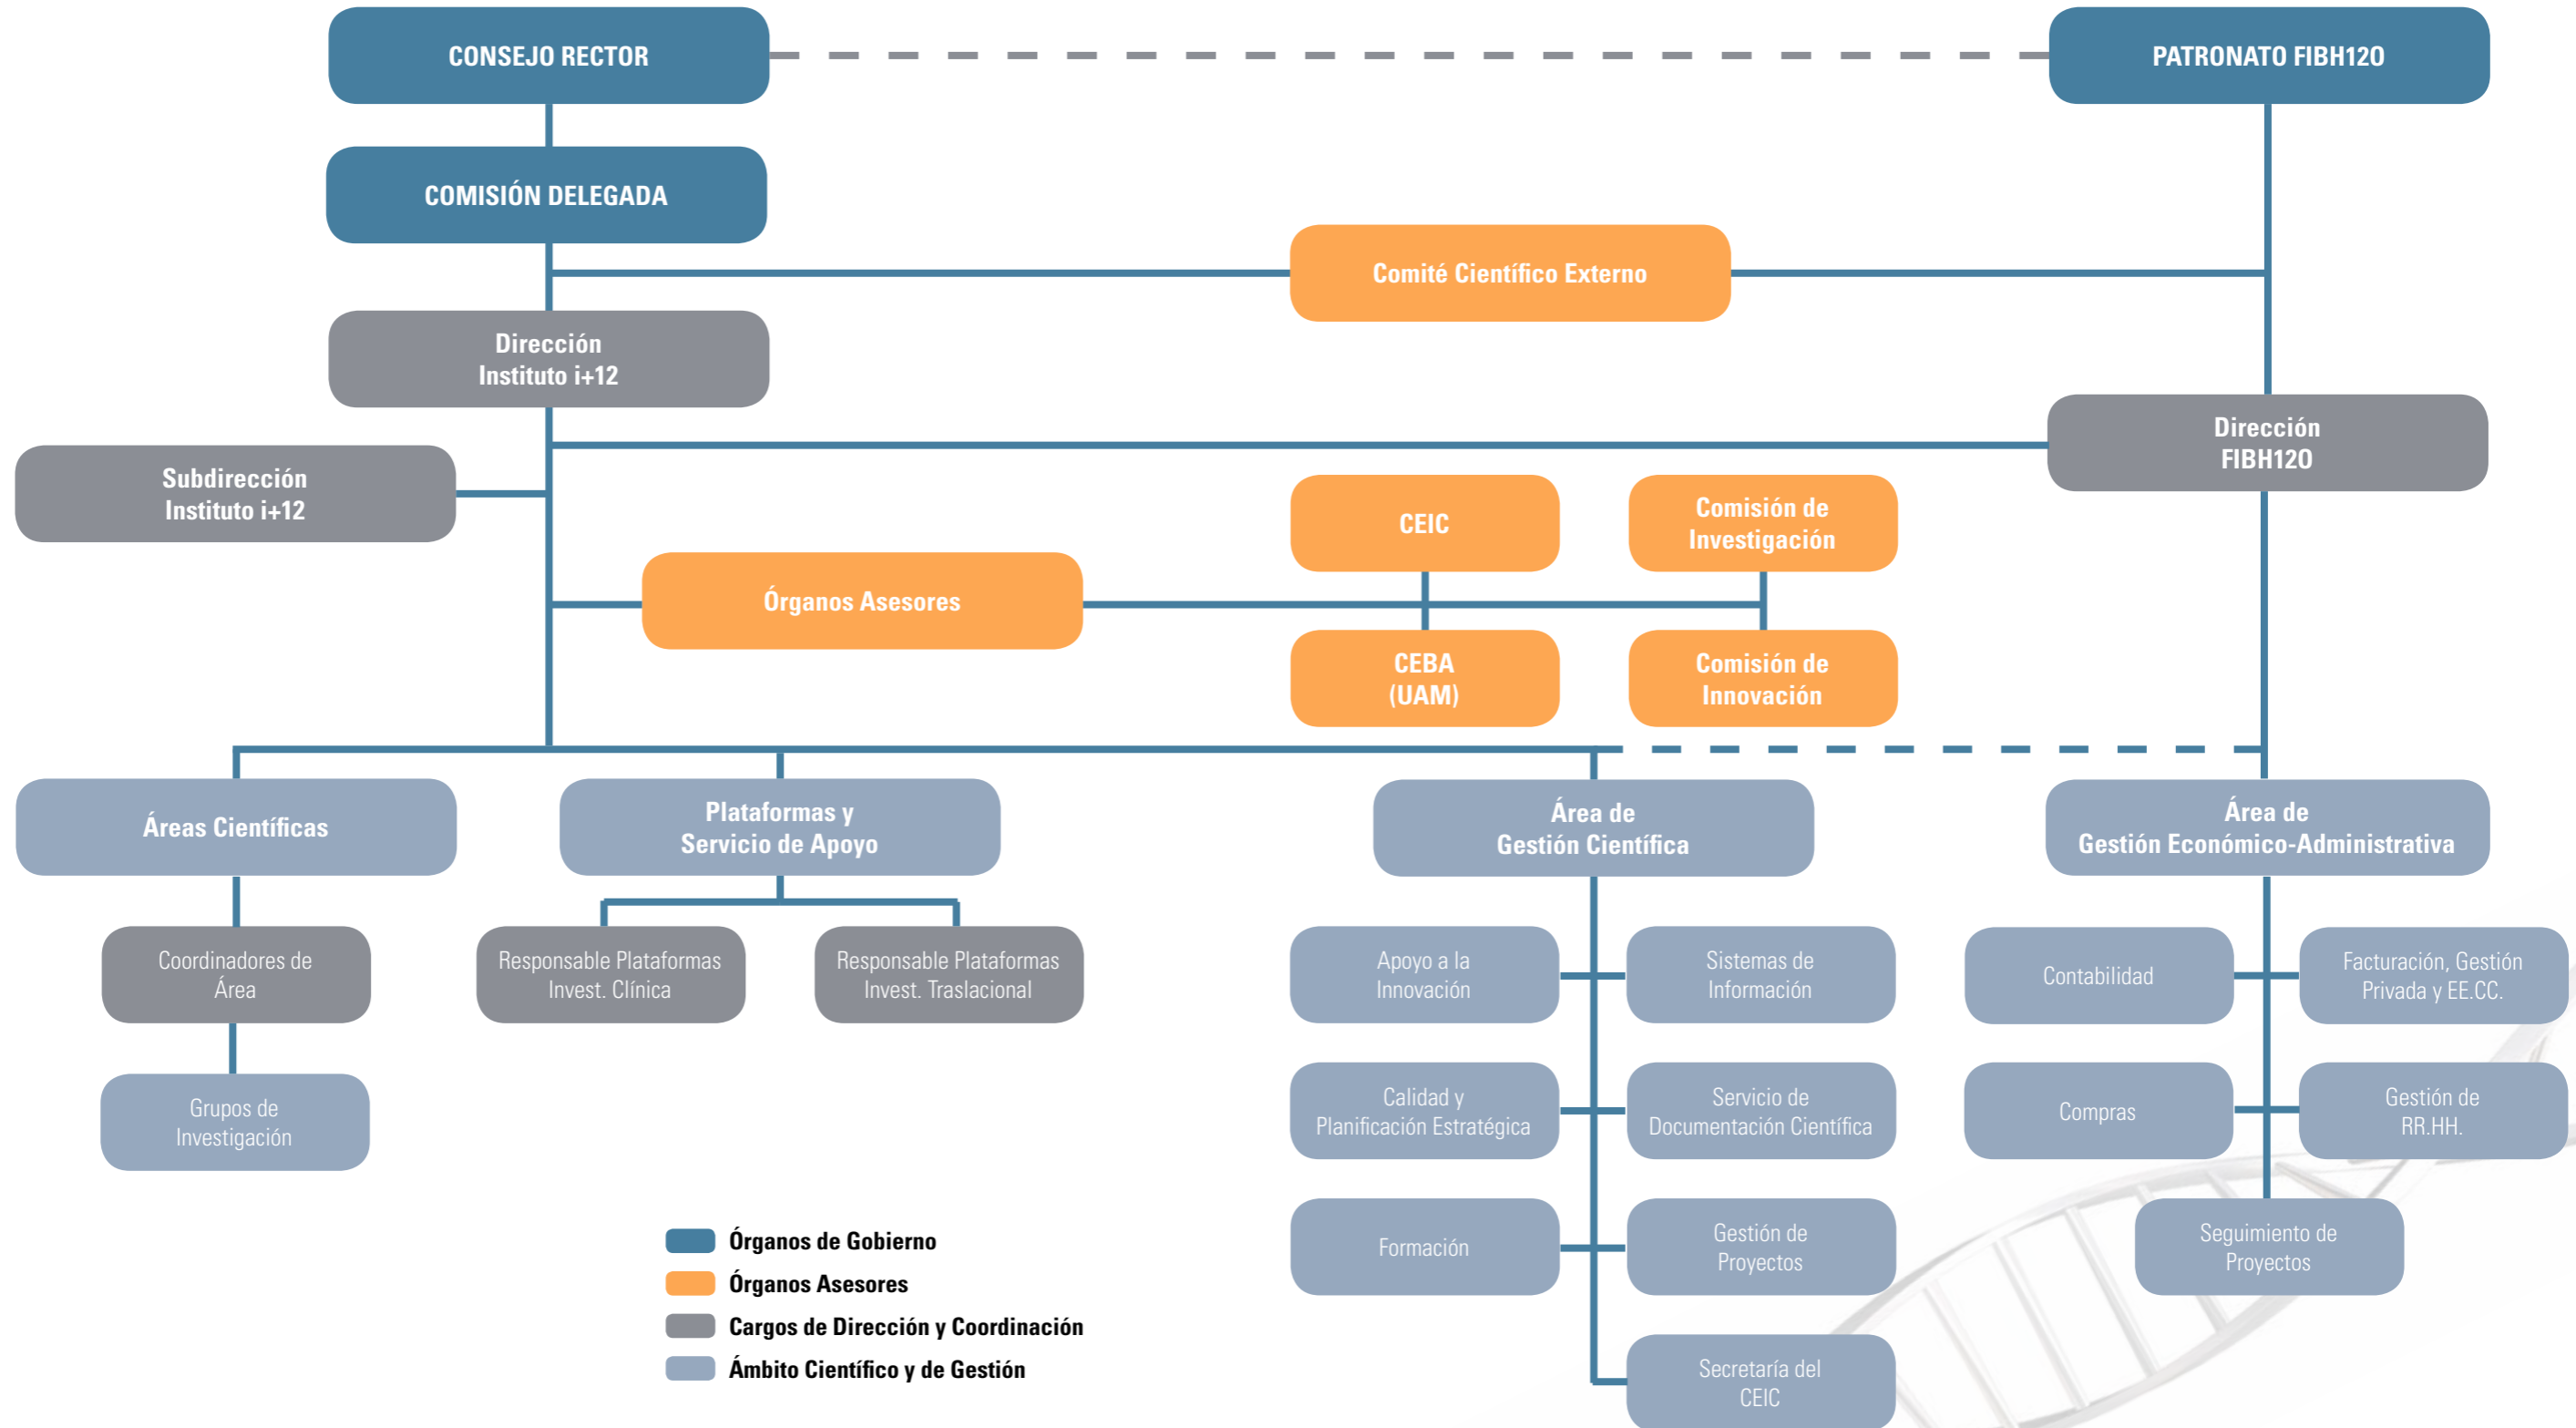 CONSEJO RECTOR
PATRONATO FIBH12O
COMISIÓN DELEGADA
Comité Científico Externo
Dirección
Instituto i+12
Dirección
FIBH12O
Subdirección
Instituto i+12
CEIC
Comisión de
Investigación
Órganos Asesores
CEBA
(UAM)
Comisión de
Innovación
Áreas Científicas
Plataformas y
Servicio de Apoyo
Área de
Gestión Científica
Área de
Gestión Económico-Administrativa
Coordinadores de
Área
Responsable Plataformas
Invest. Clínica
Responsable Plataformas
Invest. Traslacional
Apoyo a la
Innovación
Sistemas de
Información
Contabilidad
Facturación, Gestión
Privada y EE.CC.
Grupos de
Investigación
Calidad y
Planificación Estratégica
Servicio de
Documentación Científica
Compras
Gestión de
RR.HH.
Formación
Gestión de
Proyectos
Seguimiento de
Proyectos
Secretaría del
CEIC
Órganos de Gobierno
Órganos Asesores
Cargos de Dirección y Coordinación
Ámbito Científico y de Gestión